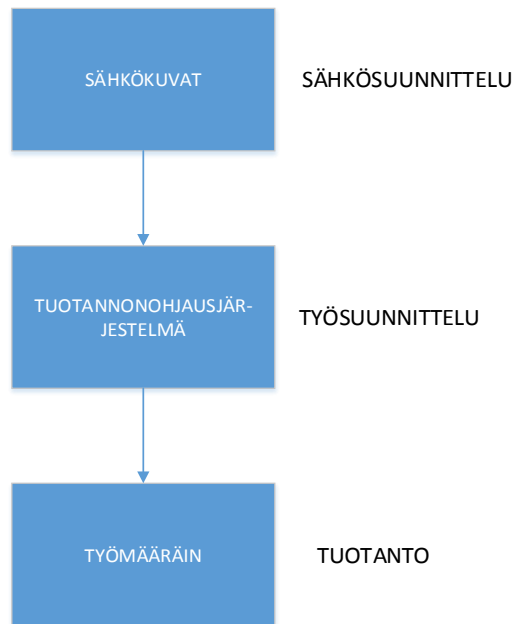 SÄHKÖKUVAT
SÄHKÖSUUNNITTELU
TUOTANNONOHJAUSJÄR-
JESTELMÄ
TYÖSUUNNITTELU
TYÖMÄÄRÄIN
TUOTANTO